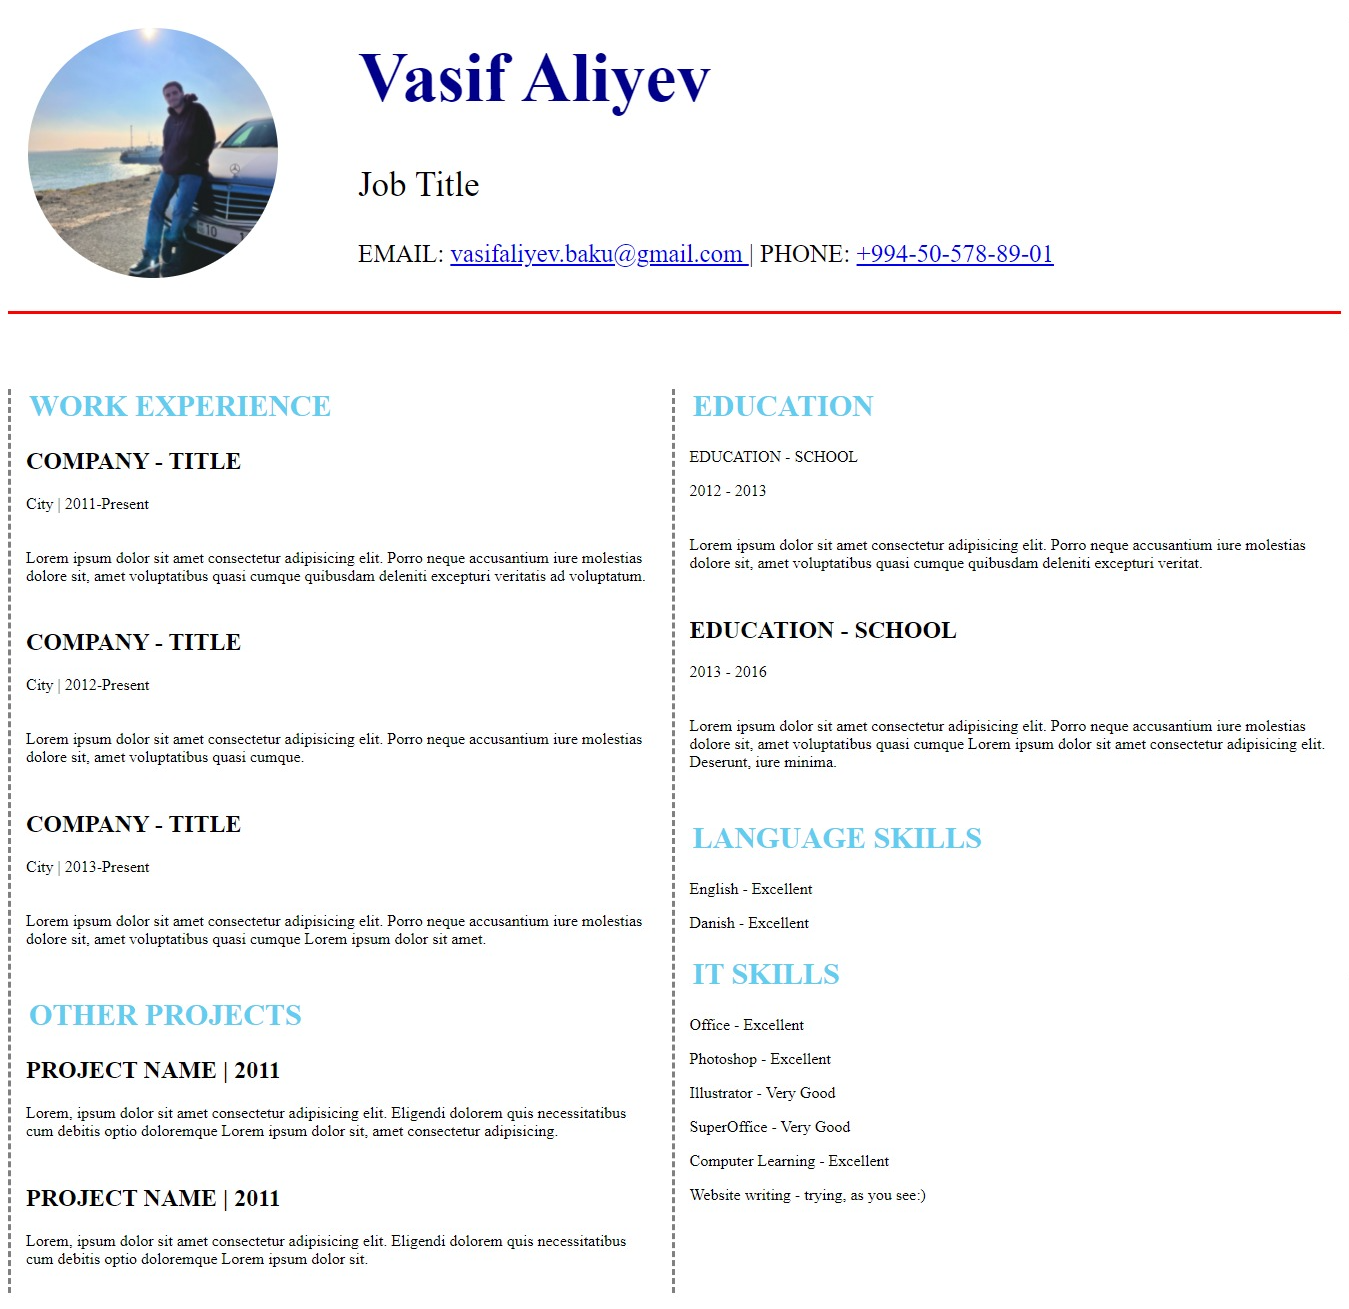 Vasif Aliyev
Job Title
EMAIL: vasifaliyev.baku@gmail.com | PHONE: +994-50-578-89-01
WORK EXPERIENCE
COMPANY - TITLE
City | 2011-Present
Lorem ipsum dolor sit amet consectetur adipisicing elit. Porro neque accusantium iure molestias
dolore sit, amet voluptatibus quasi cumque quibusdam deleniti excepturi veritatis ad voluptatum.
COMPANY - TITLE
City | 2012-Present
Lorem ipsum dolor sit amet consectetur adipisicing elit. Porro neque accusantium iure molestias
dolore sit, amet voluptatibus quasi cumque.
COMPANY - TITLE
City | 2013-Present
Lorem ipsum dolor sit amet consectetur adipisicing elit. Porro neque accusantium iure molestias
dolore sit, amet voluptatibus quasi cumque Lorem ipsum dolor sit amet.
OTHER PROJECTS
PROJECT NAME | 2011
Lorem, ipsum dolor sit amet consectetur adipisicing elit. Eligendi dolorem quis necessitatibus
cum debitis optio doloremque Lorem ipsum dolor sit, amet consectetur adipisicing.
PROJECT NAME | 2011
Lorem, ipsum dolor sit amet consectetur adipisicing elit. Eligendi dolorem quis necessitatibus
cum debitis optio doloremque Lorem ipsum dolor sit.
EDUCATION
EDUCATION - SCHOOL
2012 - 2013
Lorem ipsum dolor sit amet consectetur adipisicing elit. Porro neque accusantium iure molestias
dolore sit, amet voluptatibus quasi cumque quibusdam deleniti excepturi veritat.
EDUCATION - SCHOOL
2013 - 2016
Lorem ipsum dolor sit amet consectetur adipisicing elit. Porro neque accusantium iure molestias
dolore sit, amet voluptatibus quasi cumque Lorem ipsum dolor sit amet consectetur adipisicing elit.
Deserunt, iure minima.
LANGUAGE SKILLS
English - Excellent
Danish - Excellent
IT SKILLS
Office - Excellent
Photoshop - Excellent
Illustrator - Very Good
SuperOffice - Very Good
Computer Learning - Excellent
Website writing - trying, as you see:)